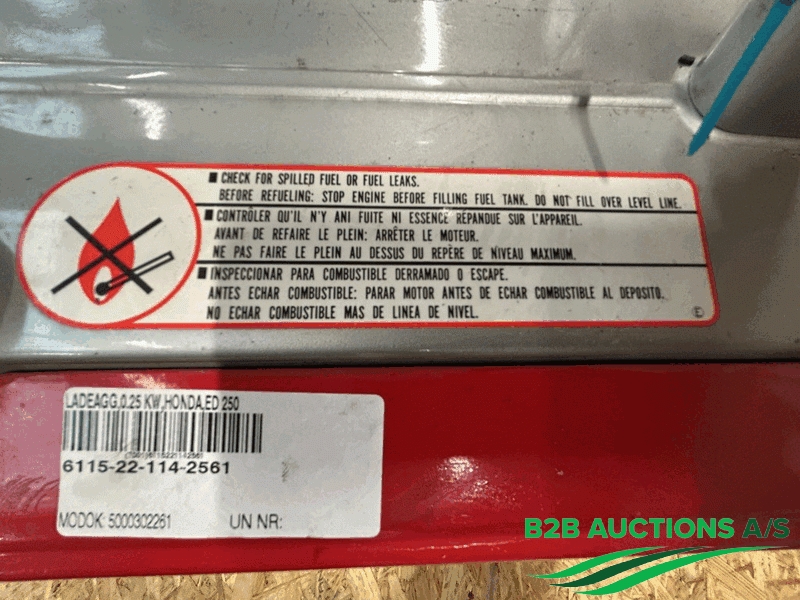 ■ CHECK FOR SPILLED FUEL OR FUEL LEAKS.
BEFORE REFUELING: STOP ENGINE BEFORE FILLING FUEL TANK. DO NOT FILL OVER LEVEL LINE.
■ CONTRÔLER QU'IL N'Y ANI FUITE NI ESSENCE RÉPANDUE SUR L'APPAREIL.
AVANT DE REFAIRE LE PLEIN: ARRÊTER LE MOTEUR.
NE PAS FAIRE LE PLEIN AU DESSUS DU REPÈRE DE NIVEAU MAXIMUM.
■ INSPECCIONAR PARA COMBUSTIBLE DERRAMADO O ESCAPE.
ANTES ECHAR COMBUSTIBLE: PARAR MOTOR ANTES DE ECHAR COMBUSTIBLE AL DEPOSITO.
NO ECHAR COMBUSTIBLE MAS DE LINEA DE NIVEL.
E
LADEAGG,0.25 KW,HONDA,ED 250
6115-22-114-2561
MODOK: 5000302261 UN NR:
B2B AUCTIONS A/S